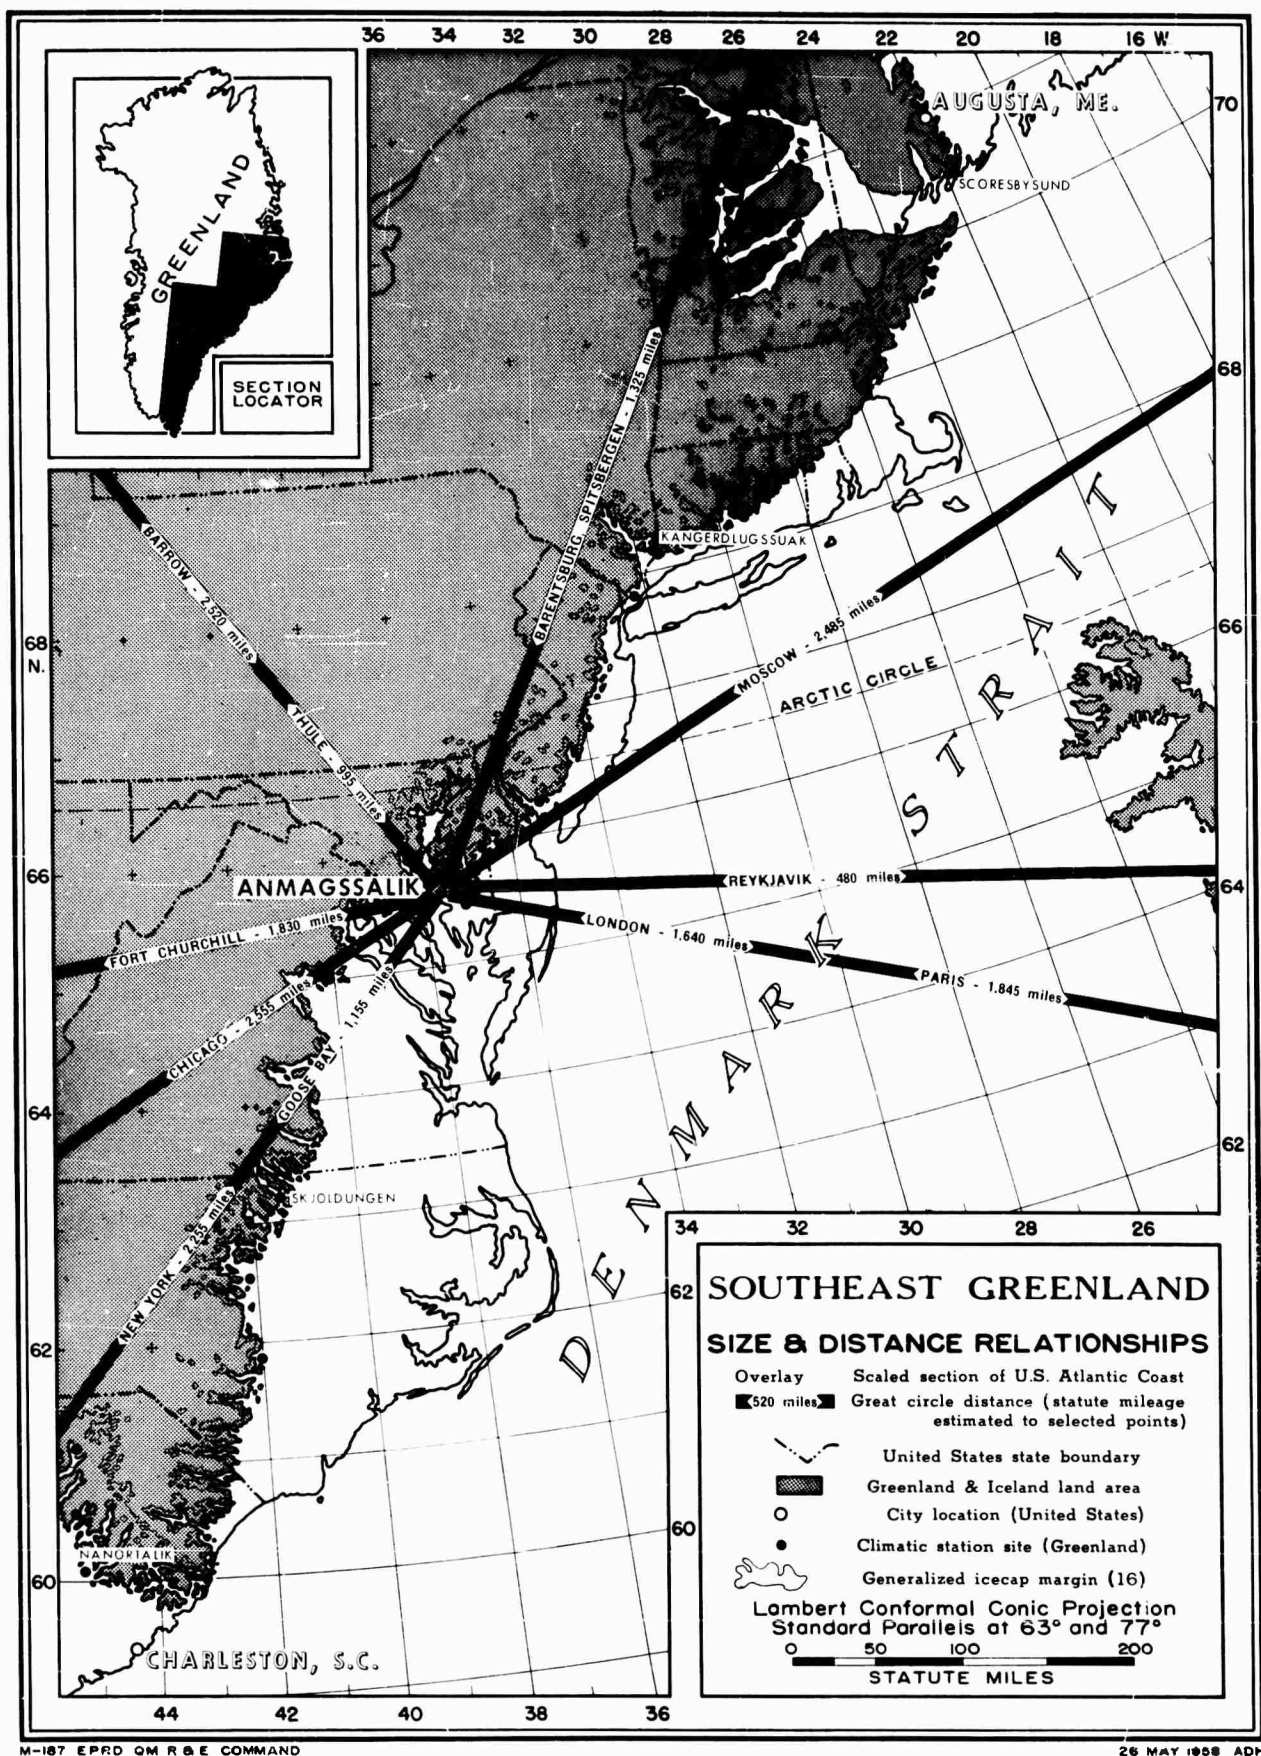 36 34 32 30 28 26 24 22 20 18 16 W
GREENLAND
SECTION
LOCATOR
AUGUSTA, ME.
70
SCORESBYSUND
68
BARENTSBURG, SPITSBERGEN - 1,325 miles
KANGERDLUGSSUAK
BARROW - 2,520 miles
MOSCOW - 2,485 miles
ARCTIC CIRCLE
66
68
N.
THULE - 995 miles
DENMARK STRAIT
66
ANMAGSSALIK
REYKJAVIK - 480 miles
64
LONDON - 1.640 miles
FORT CHURCHILL - 1,830 miles
PARIS - 1.845 miles
CHICAGO - 2,555 miles
GOOSE BAY - 1,155 miles
64
62
SKJOLDUNGEN
NEW YORK - 2,255 miles
34 32 30 28 26
62
62
60
NANORTALIK
60
CHARLESTON, S.C.
44 42 40 38 36
SOUTHEAST GREENLAND
SIZE & DISTANCE RELATIONSHIPS
Overlay Scaled section of U.S. Atlantic Coast
520 miles Great circle distance (statute mileage
estimated to selected points)
United States state boundary
Greenland & Iceland land area
City location (United States)
Climatic station site (Greenland)
Generalized icecap margin (16)
Lambert Conformal Conic Projection
Standard Parallels at 63° and 77°
0 50 100 200
STATUTE MILES
M-187 EPRD QM R & E COMMAND
26 MAY 1958 ADH